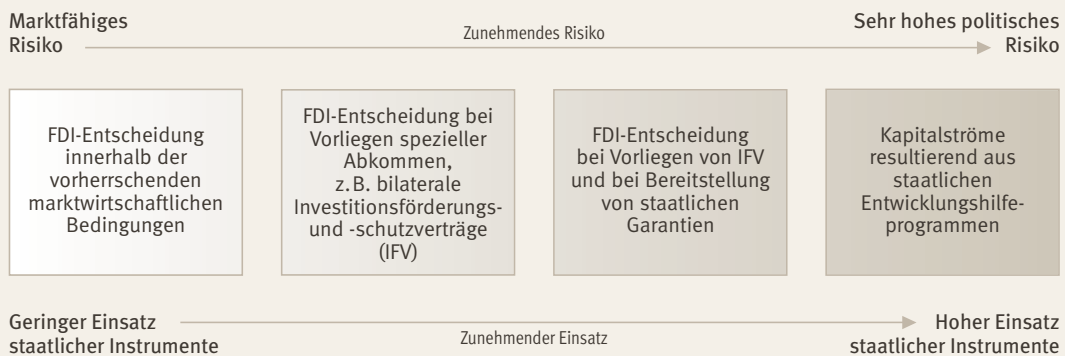 Marktfähiges
Risiko
Zunehmendes Risiko
Sehr hohes politisches
Risiko
FDI-Entscheidung
innerhalb der
vorherrschenden
marktwirtschaftlichen
Bedingungen
FDI-Entscheidung bei
Vorliegen spezieller
Abkommen,
z.B. bilaterale
Investitionsförderungs-
und -schutzverträge
(IFV)
FDI-Entscheidung
bei Vorliegen von IFV
und bei Bereitstellung
von staatlichen
Garantien
Kapitalströme
resultierend aus
staatlichen
Entwicklungshilfe-
programmen
Geringer Einsatz
staatlicher Instrumente
Zunehmender Einsatz
Hoher Einsatz
staatlicher Instrumente